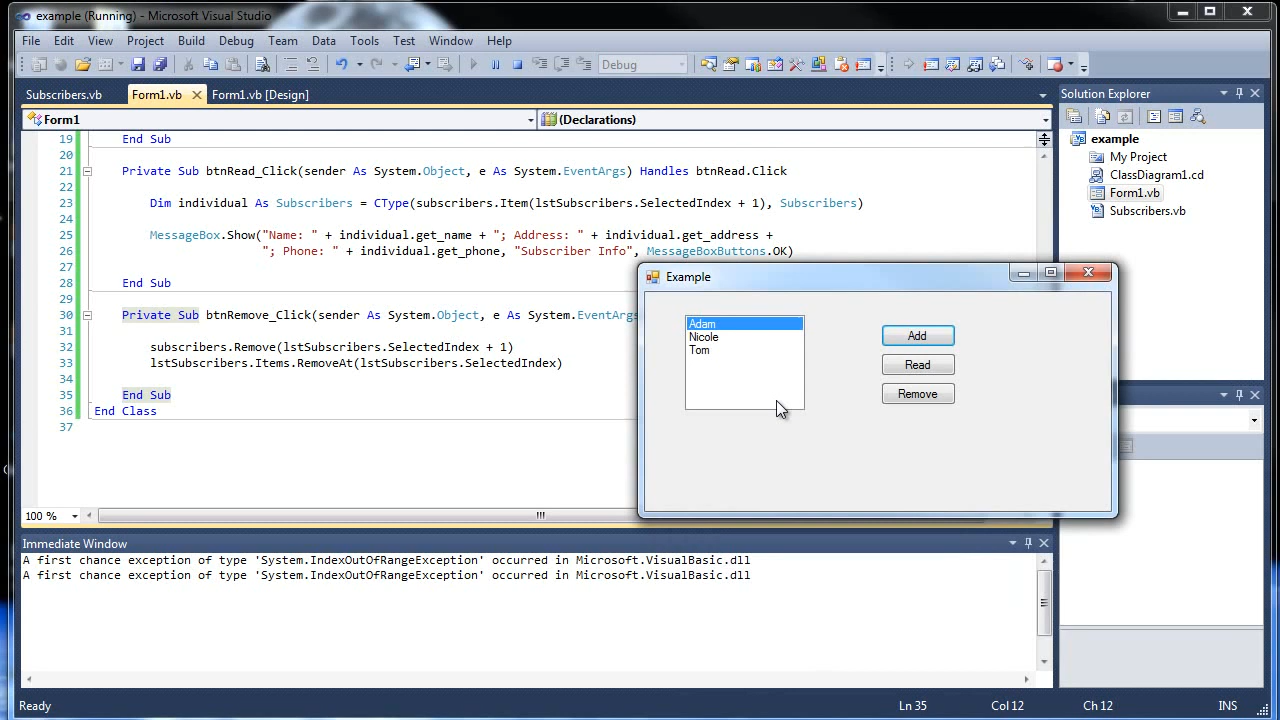 example (Running) - Microsoft Visual Studio
File Edit View Project Build Debug Team Data Tools Test Window Help
Debug
Subscribers.vb Form1.vb Form1.vb [Design]
Form1 (Declarations)
19 End Sub
20
21 Private Sub btnRead_Click(sender As System.Object, e As System.EventArgs) Handles btnRead.Click
22
23 Dim individual As Subscribers = CType(subscribers.Item(lstSubscribers.SelectedIndex + 1), Subscribers)
24
25 MessageBox.Show("Name: " + individual.get_name + "; Address: " + individual.get_address +
26 "; Phone: " + individual.get_phone, "Subscriber Info", MessageBoxButtons.OK)
27
28 End Sub
29
30 Private Sub btnRemove_Click(sender As System.Object, e As System.EventArgs
31
32 subscribers.Remove(lstSubscribers.SelectedIndex + 1)
33 lstSubscribers.Items.RemoveAt(lstSubscribers.SelectedIndex)
34
35 End Sub
36 End Class
37
100 %
Example
Adam
Nicole
Tom
Add
Read
Remove
Solution Explorer
example
My Project
ClassDiagram1.cd
Form1.vb
Subscribers.vb
Immediate Window
A first chance exception of type 'System.IndexOutOfRangeException' occurred in Microsoft.VisualBasic.dll
A first chance exception of type 'System.IndexOutOfRangeException' occurred in Microsoft.VisualBasic.dll
Ready Ln 35 Col 12 Ch 12 INS